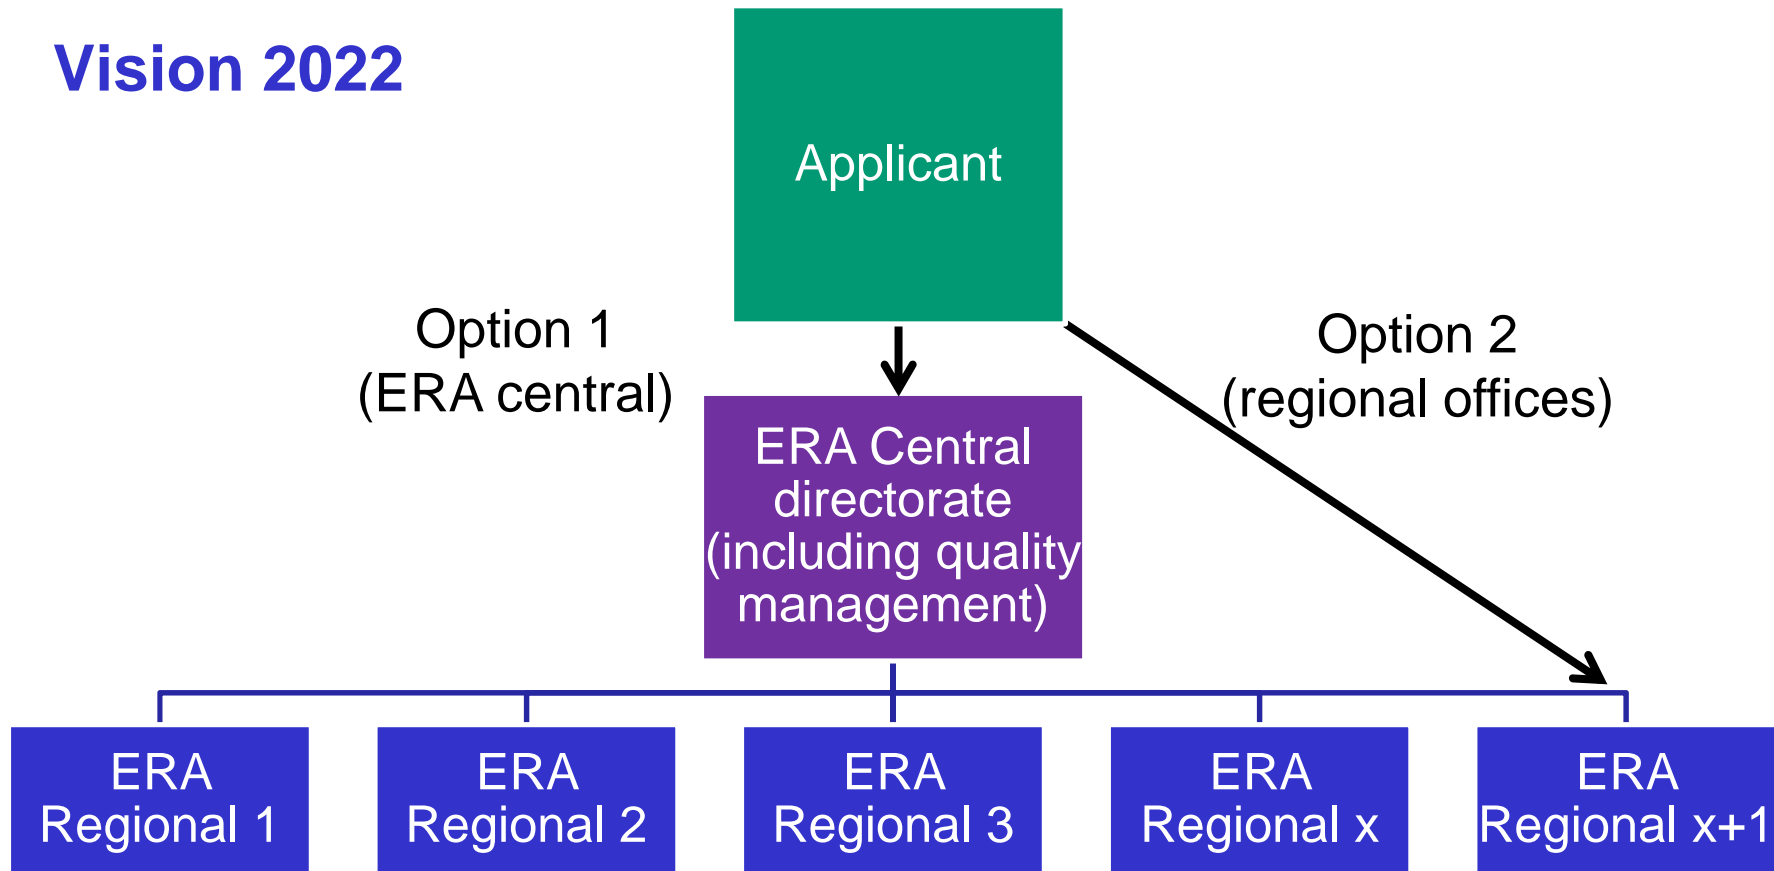 Vision 2022
Applicant
Option 1
(ERA central)
Option 2
(regional offices)
ERA Central
directorate
(including quality
management)
ERA
Regional 1
ERA
Regional 2
ERA
Regional 3
ERA
Regional x
ERA
Regional x+1